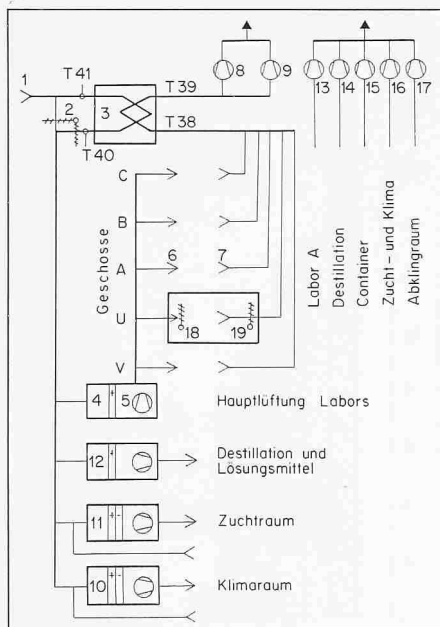 1
T41
2
3
T40
T39
T38
8
9
13
14
15
16
17
Labor A
Destillation
Container
Zucht- und Klima
Abklingraum
Geschosse
C
B
A
6
7
U
18
19
V
4
+
5
Hauptlüftung Labors
12
+
Destillation und
Lösungsmittel
11
+ -
Zuchtraum
10
+ -
Klimaraum